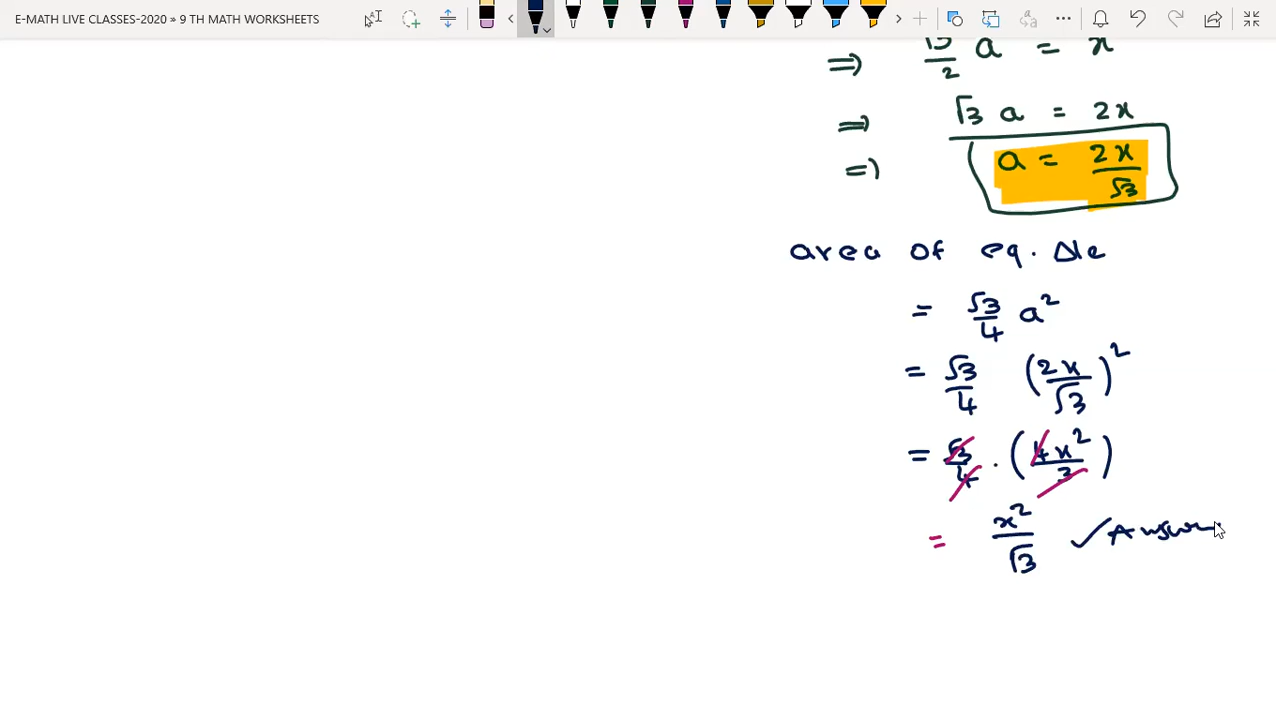 E-MATH LIVE CLASSES-2020 » 9 TH MATH WORKSHEETS
⇒ √3/2 a = x
⇒ √3 a = 2x
⇒ a = 2x/√3
area of eq. Δle
= √3/4 a²
= √3/4 (2x/√3)²
= √3/4 . (4x²/3)
= x²/√3 ✓ Answer